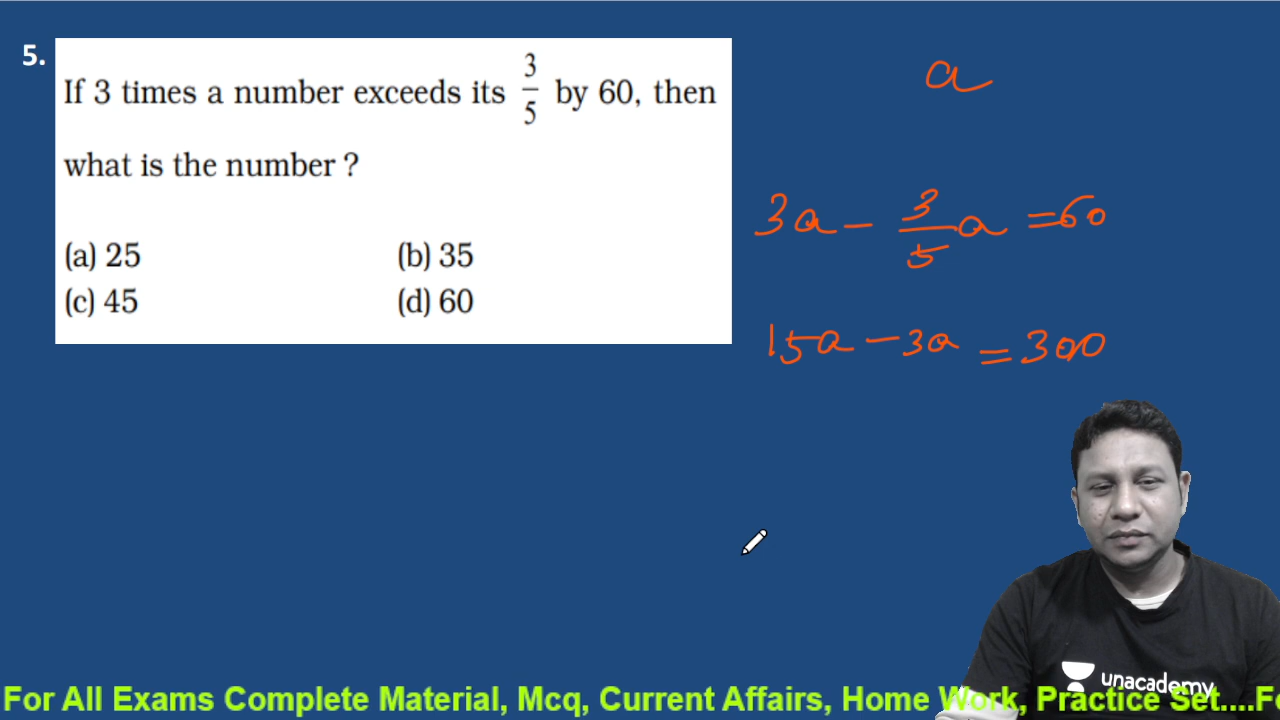 5.
If 3 times a number exceeds its 3/5 by 60, then
what is the number ?
(a) 25 (b) 35
(c) 45 (d) 60
a
3a - 3/5 a = 60
15a - 3a = 300
unacademy
For All Exams Complete Material, Mcq, Current Affairs, Home Work, Practice Set....